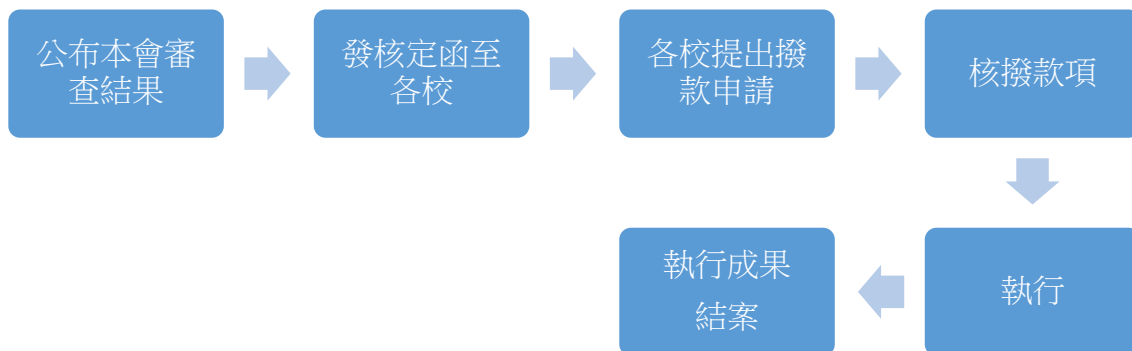 公布本會審
查結果
發核定函至
各校
各校提出撥
款申請
核撥款項
執行
執行成果
結案